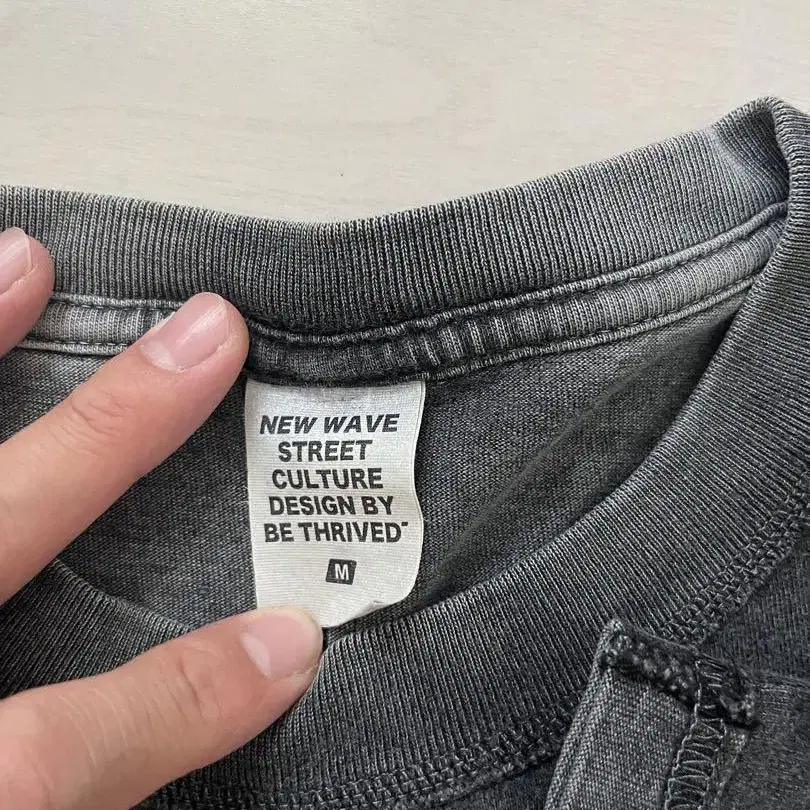 NEW WAVE
STREET
CULTURE
DESIGN BY
BE THRIVED
M